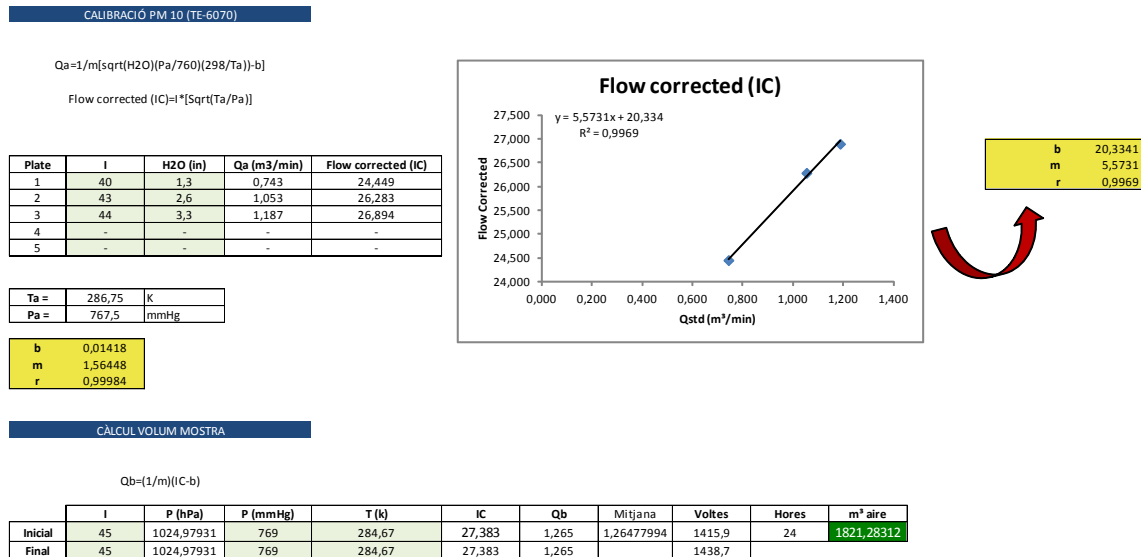 CALIBRACIÓ PM 10 (TE-6070)
Qa=1/m[sqrt(H2O)(Pa/760)(298/Ta))-b]
Flow corrected (IC)=I*[Sqrt(Ta/Pa)]
Plate I H2O (in) Qa (m3/min) Flow corrected (IC)
1 40 1,3 0,743 24,449
2 43 2,6 1,053 26,283
3 44 3,3 1,187 26,894
4 - - - -
5 - - - -
Ta = 286,75 K
Pa = 767,5 mmHg
b 0,01418
m 1,56448
r 0,99984
Flow corrected (IC)
y = 5,5731x + 20,334
R² = 0,9969
Flow Corrected
27,500
27,000
26,500
26,000
25,500
25,000
24,500
24,000
0,000 0,200 0,400 0,600 0,800 1,000 1,200 1,400
Qstd (m³/min)
b 20,3341
m 5,5731
r 0,9969
CÀLCUL VOLUM MOSTRA
Qb=(1/m)(IC-b)
I P (hPa) P (mmHg) T (k) IC Qb Mitjana Voltes Hores m³ aire
Inicial 45 1024,97931 769 284,67 27,383 1,265 1,26477994 1415,9 24 1821,28312
Final 45 1024,97931 769 284,67 27,383 1,265 1438,7